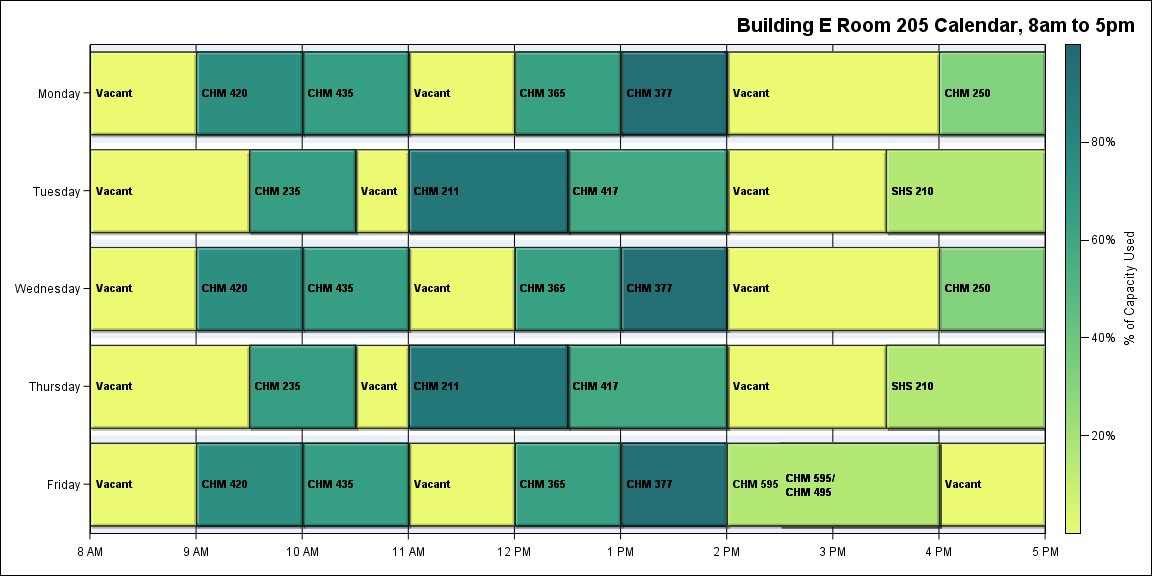 Building E Room 205 Calendar, 8am to 5pm
Monday
Vacant
CHM 420
CHM 435
Vacant
CHM 365
CHM 377
Vacant
CHM 250
Tuesday
Vacant
CHM 235
Vacant
CHM 211
CHM 417
Vacant
SHS 210
Wednesday
Vacant
CHM 420
CHM 435
Vacant
CHM 365
CHM 377
Vacant
CHM 250
Thursday
Vacant
CHM 235
Vacant
CHM 211
CHM 417
Vacant
SHS 210
Friday
Vacant
CHM 420
CHM 435
Vacant
CHM 365
CHM 377
CHM 595
CHM 595/
CHM 495
Vacant
8 AM
9 AM
10 AM
11 AM
12 PM
1 PM
2 PM
3 PM
4 PM
5 PM
80%
60%
40%
20%
% of Capacity Used